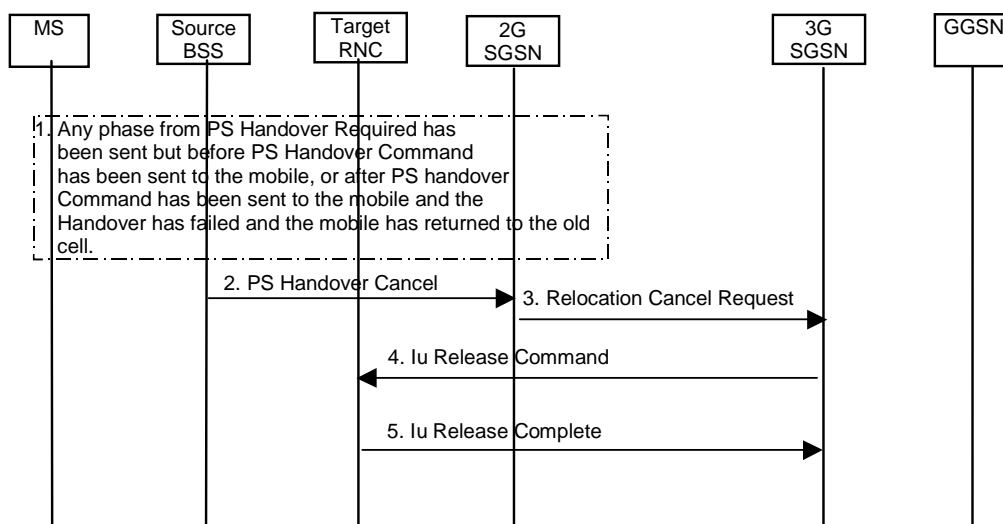 MS
Source
BSS
Target
RNC
2G
SGSN
3G
SGSN
GGSN
1. Any phase from PS Handover Required has
been sent but before PS Handover Command
has been sent to the mobile, or after PS handover
Command has been sent to the mobile and the
Handover has failed and the mobile has returned to the old
cell.
2. PS Handover Cancel
3. Relocation Cancel Request
4. Iu Release Command
5. Iu Release Complete